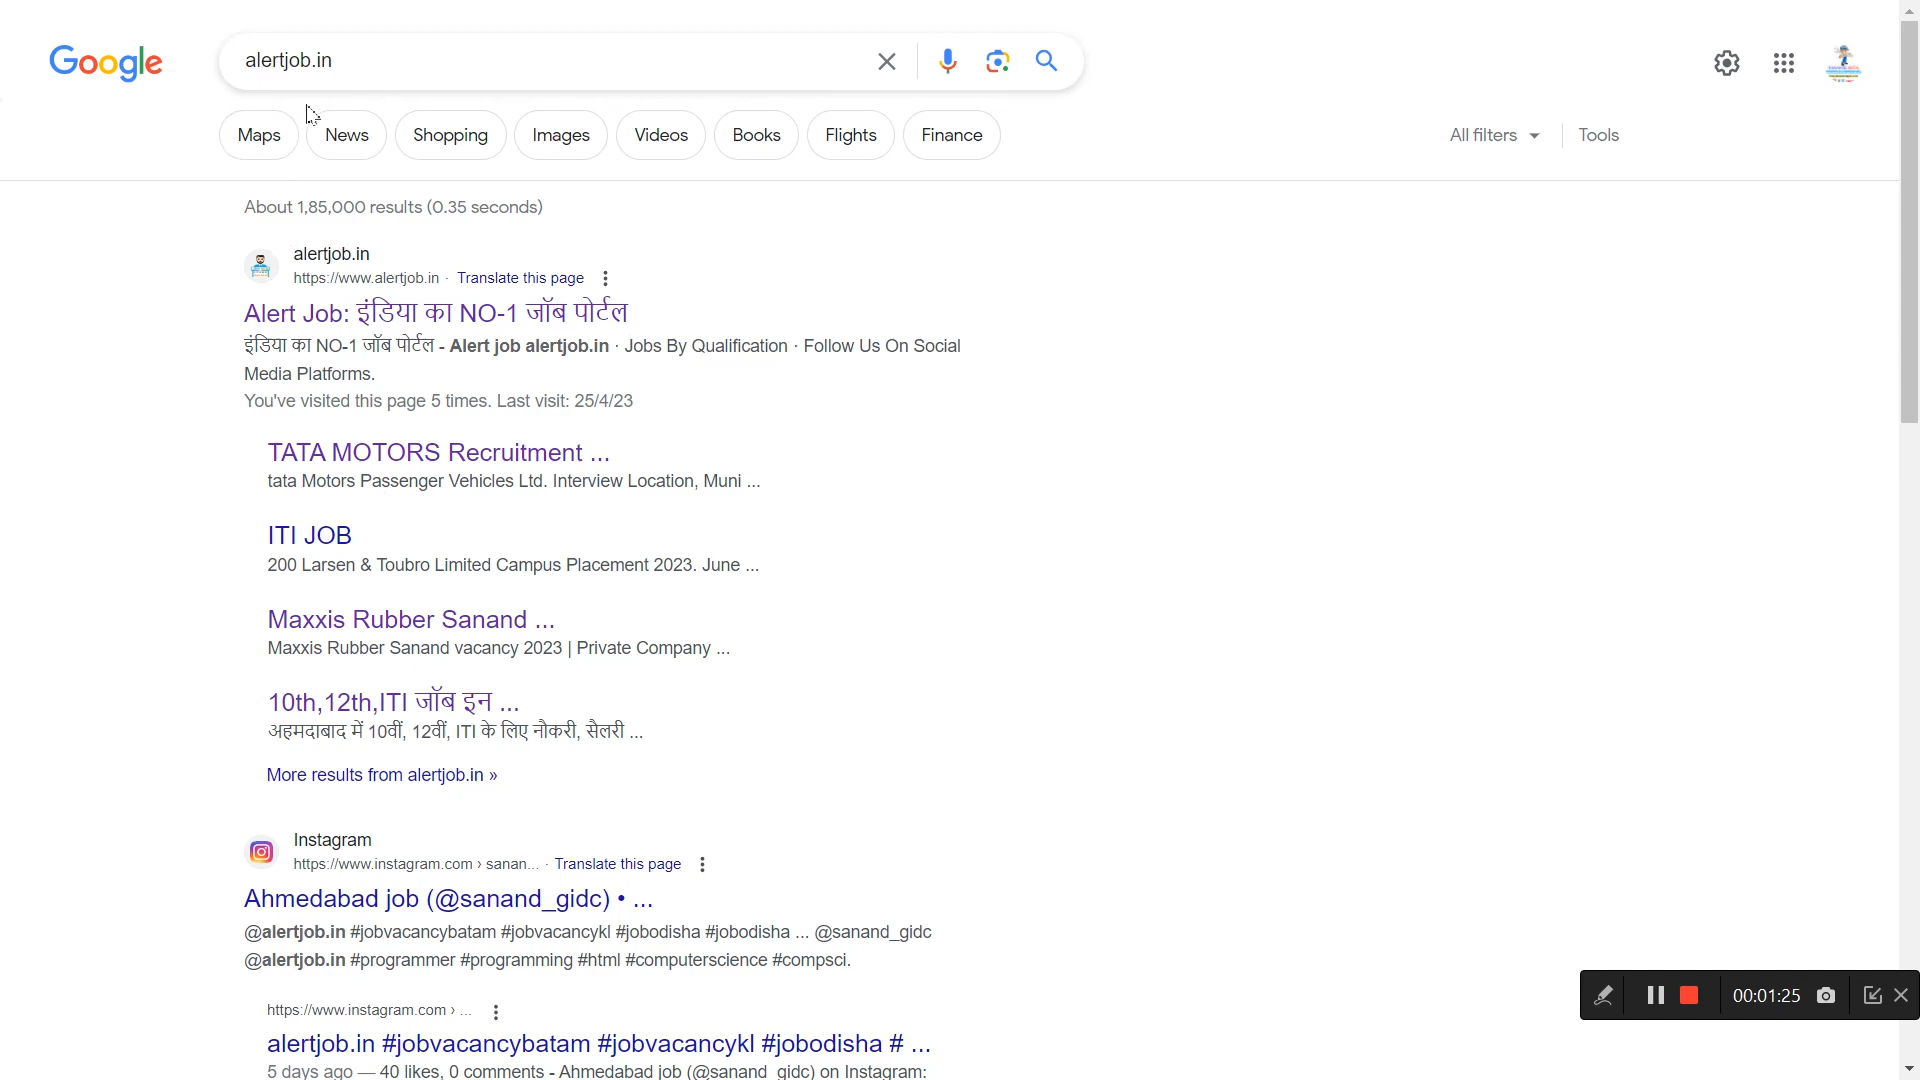 Google
alertjob.in
Maps News Shopping Images Videos Books Flights Finance All filters Tools
About 1,85,000 results (0.35 seconds)
alertjob.in
https://www.alertjob.in · Translate this page
Alert Job: इंडिया का NO-1 जॉब पोर्टल
इंडिया का NO-1 जॉब पोर्टल - Alert job alertjob.in · Jobs By Qualification · Follow Us On Social
Media Platforms.
You've visited this page 5 times. Last visit: 25/4/23
TATA MOTORS Recruitment ...
tata Motors Passenger Vehicles Ltd. Interview Location, Muni ...
ITI JOB
200 Larsen & Toubro Limited Campus Placement 2023. June ...
Maxxis Rubber Sanand ...
Maxxis Rubber Sanand vacancy 2023 | Private Company ...
10th,12th,ITI जॉब इन ...
अहमदाबाद में 10वीं, 12वीं, ITI के लिए नौकरी, सैलरी ...
More results from alertjob.in »
Instagram
https://www.instagram.com › sanan... · Translate this page
Ahmedabad job (@sanand_gidc) • ...
@alertjob.in #jobvacancybatam #jobvacancykl #jobodisha #jobodisha ... @sanand_gidc
@alertjob.in #programmer #programming #html #computerscience #compsci.
https://www.instagram.com › ...
alertjob.in #jobvacancybatam #jobvacancykl #jobodisha # ...
5 days ago — 40 likes, 0 comments - Ahmedabad job (@sanand_gidc) on Instagram:
00:01:25